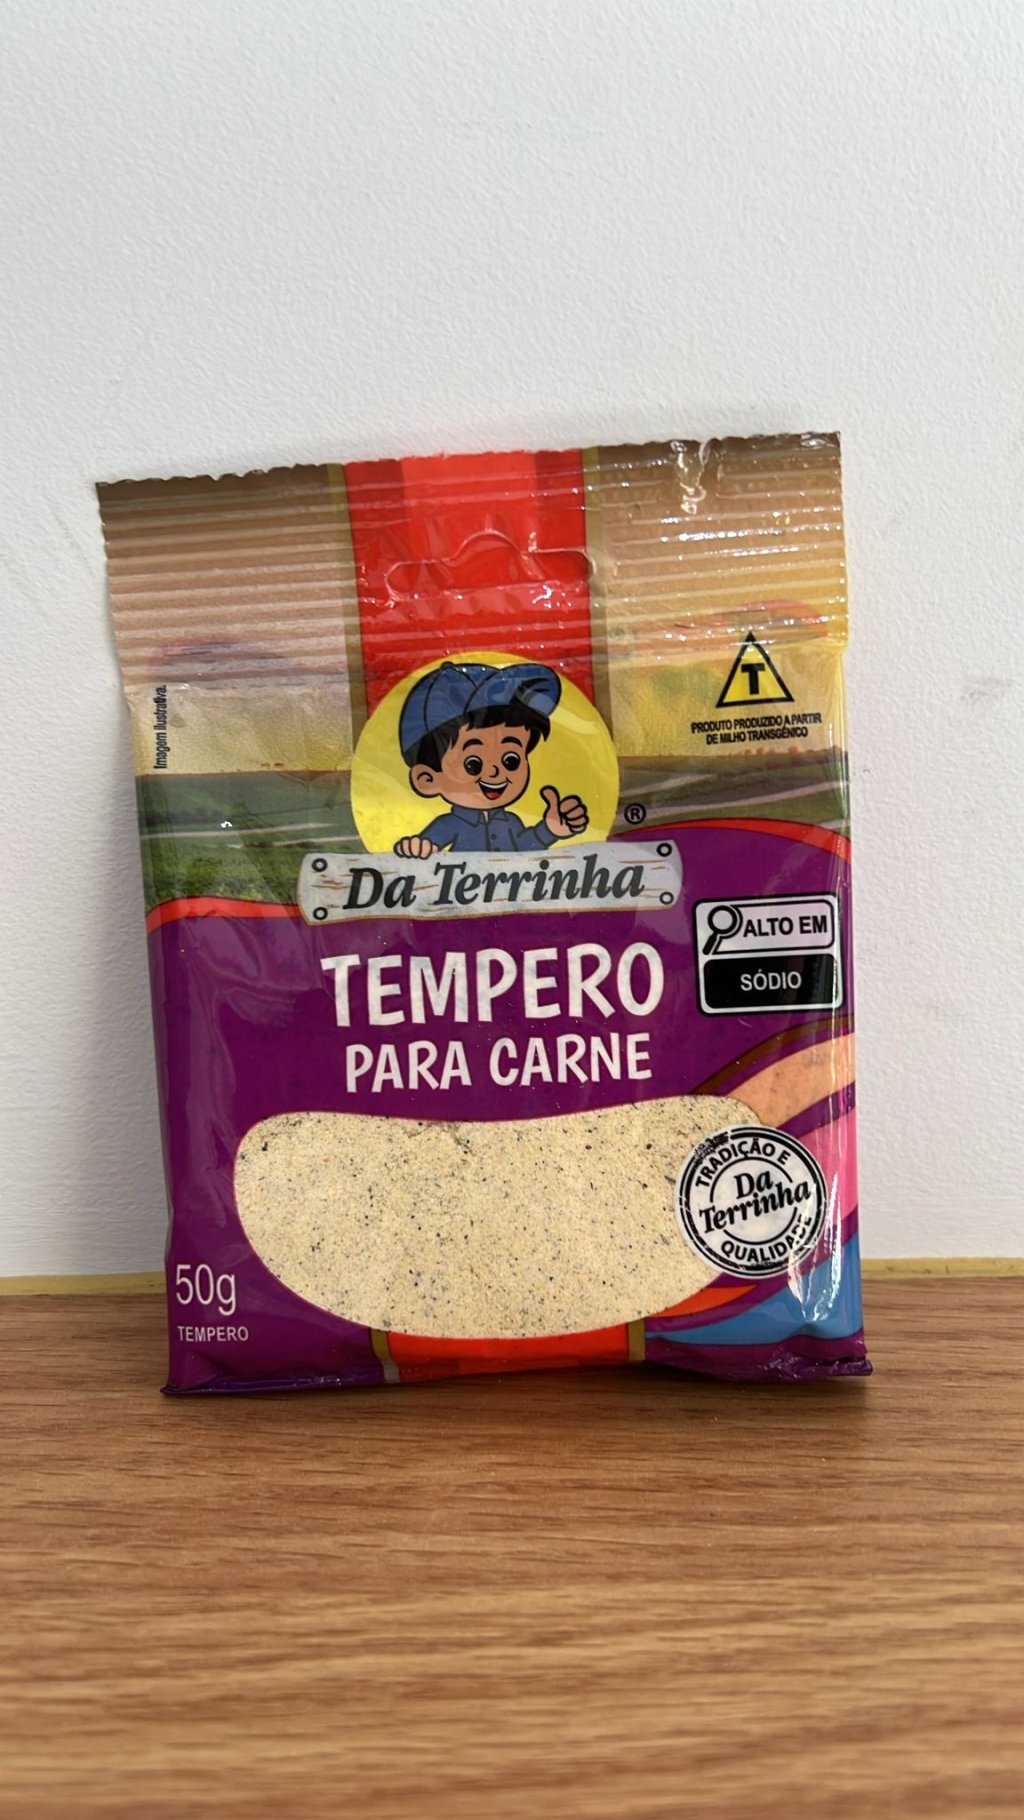 Imagem ilustrativa.
T
PRODUTO PRODUZIDO A PARTIR
DE MILHO TRANSGÊNICO
®
Da Terrinha
TEMPERO
PARA CARNE
ALTO EM
SÓDIO
TRADIÇÃO E
Da
Terrinha
QUALIDADE
50g
TEMPERO